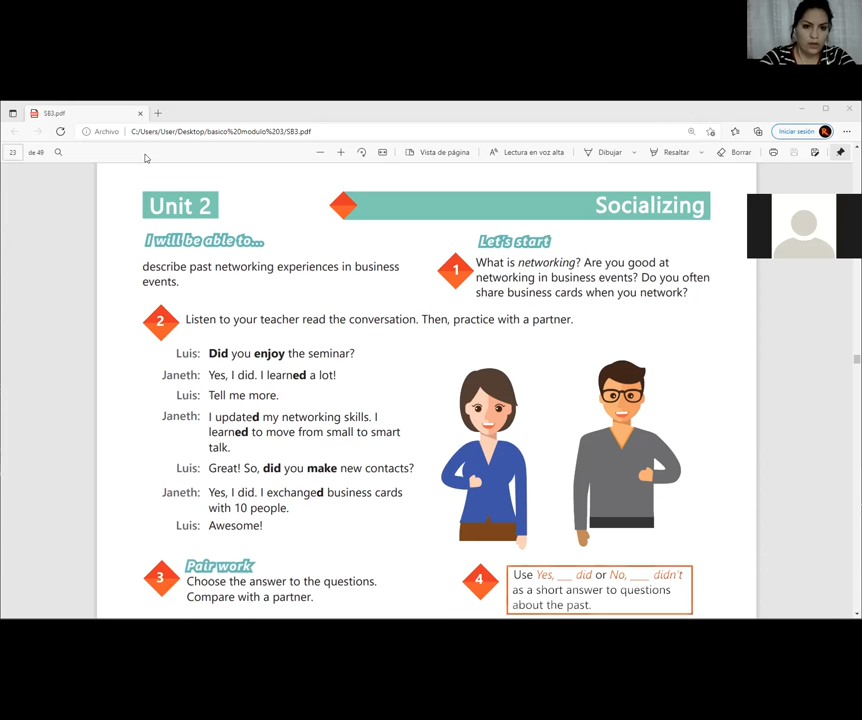 SB3.pdf
Archivo
C:/Users/User/Desktop/basico%20modulo%203/SB3.pdf
Iniciar sesión
23 de 49
Vista de página
Lectura en voz alta
Dibujar
Resaltar
Borrar
Unit 2
Socializing
I will be able to...
describe past networking experiences in business
events.
Let's start
1
What is networking? Are you good at
networking in business events? Do you often
share business cards when you network?
2
Listen to your teacher read the conversation. Then, practice with a partner.
Luis: Did you enjoy the seminar?
Janeth: Yes, I did. I learned a lot!
Luis: Tell me more.
Janeth: I updated my networking skills. I
learned to move from small to smart
talk.
Luis: Great! So, did you make new contacts?
Janeth: Yes, I did. I exchanged business cards
with 10 people.
Luis: Awesome!
3
Pair work
Choose the answer to the questions.
Compare with a partner.
4
Use Yes, ___ did or No, ___ didn't
as a short answer to questions
about the past.